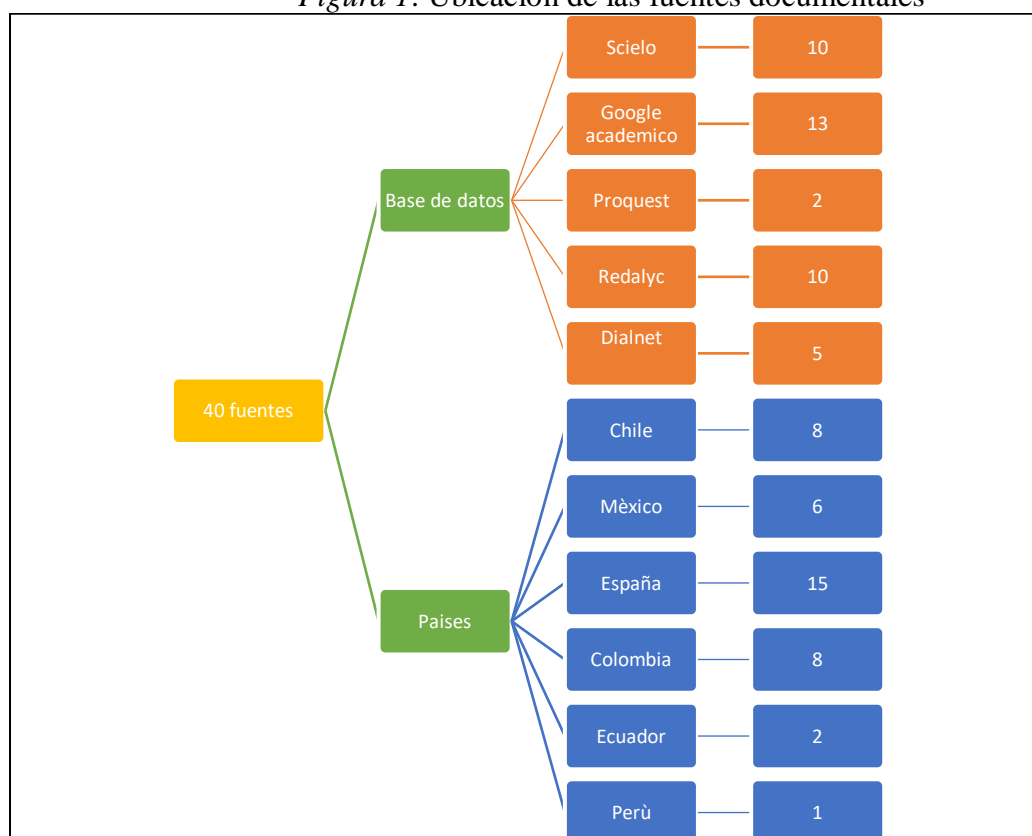 Figura 1. Ubicación de las fuentes documentales
Scielo
10
Google
academico
13
Base de datos
Proquest
2
Redalyc
10
Dialnet
5
40 fuentes
Chile
8
Mèxico
6
España
15
Paises
Colombia
8
Ecuador
2
Perù
1